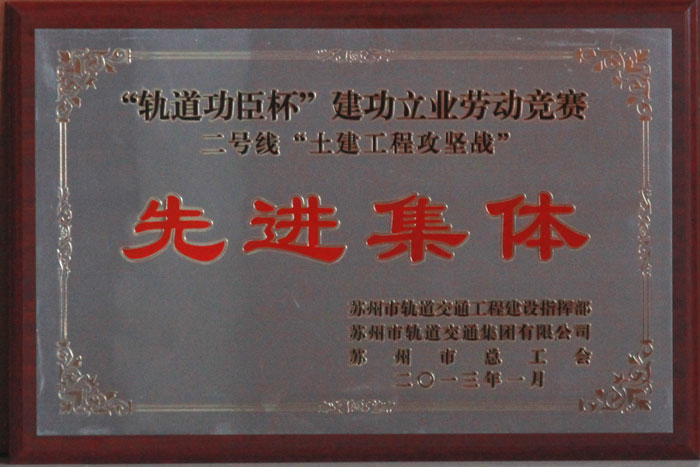 “轨道功臣杯”建功立业劳动竞赛
二号线“土建工程攻坚战”
先进集体
苏州市轨道交通工程建设指挥部
苏州市轨道交通集团有限公司
苏州市总工会
二〇一三年一月